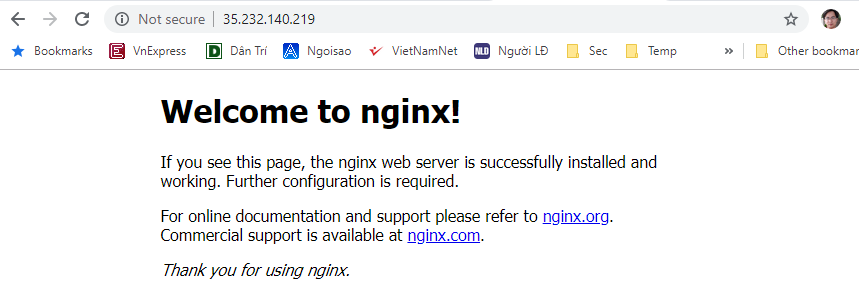 Not secure | 35.232.140.219
Bookmarks VnExpress Dân Trí Ngoisao VietNamNet NLD Người LĐ Sec Temp » Other bookmar
Welcome to nginx!
If you see this page, the nginx web server is successfully installed and
working. Further configuration is required.
For online documentation and support please refer to nginx.org.
Commercial support is available at nginx.com.
Thank you for using nginx.